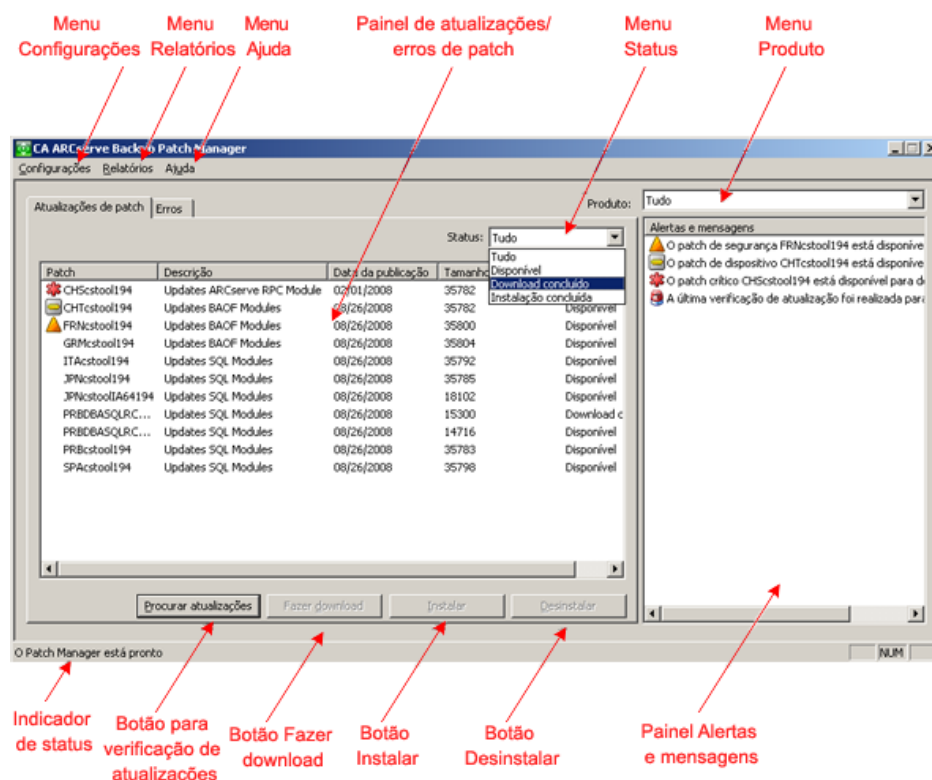 Menu Configurações
Menu Relatórios
Menu Ajuda
Painel de atualizações/ erros de patch
Menu Status
Menu Produto
CA ARCserve Backup Patch Manager
Configurações Relatórios Ajuda
Atualizações de patch Erros
Produto: Tudo
Status: Tudo
Tudo
Disponível
Download concluído
Instalação concluída
Patch Descrição Data da publicação Tamanho
CHScstool194 Updates ARCserve RPC Module 02/01/2008 35782
CHTcstool194 Updates BAOF Modules 08/26/2008 35782 Disponível
FRNcstool194 Updates BAOF Modules 08/26/2008 35800 Disponível
GRMcstool194 Updates BAOF Modules 08/26/2008 35804 Disponível
ITAcstool194 Updates SQL Modules 08/26/2008 35792 Disponível
JPNcstool194 Updates SQL Modules 08/26/2008 35785 Disponível
JPNcstoolIA64194 Updates SQL Modules 08/26/2008 18102 Disponível
PRBDBASQLRC... Updates SQL Modules 08/26/2008 15300 Download c
PRBDBASQLRC... Updates SQL Modules 08/26/2008 14716 Disponível
PRBcstool194 Updates SQL Modules 08/26/2008 35783 Disponível
SPAcstool194 Updates SQL Modules 08/26/2008 35798 Disponível
Alertas e mensagens
O patch de segurança FRNcstool194 está disponíve
O patch de dispositivo CHTcstool194 está disponíve
O patch crítico CHScstool194 está disponível para d
A última verificação de atualização foi realizada para
Procurar atualizações Fazer download Instalar Desinstalar
O Patch Manager está pronto
NUM
Indicador de status
Botão para verificação de atualizações
Botão Fazer download
Botão Instalar
Botão Desinstalar
Painel Alertas e mensagens